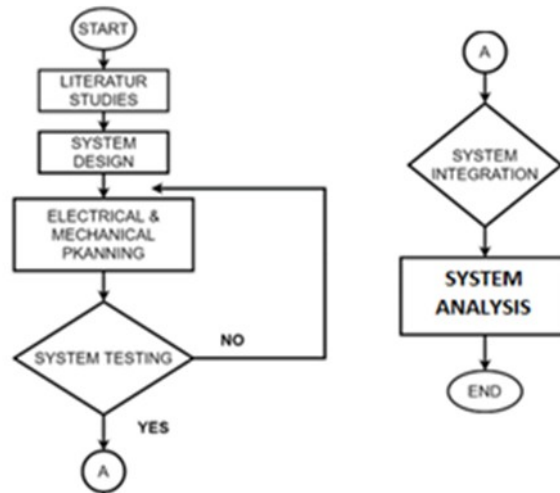 START
LITERATUR
STUDIES
SYSTEM
DESIGN
ELECTRICAL &
MECHANICAL
PKANNING
SYSTEM TESTING
NO
YES
A
A
SYSTEM
INTEGRATION
SYSTEM
ANALYSIS
END